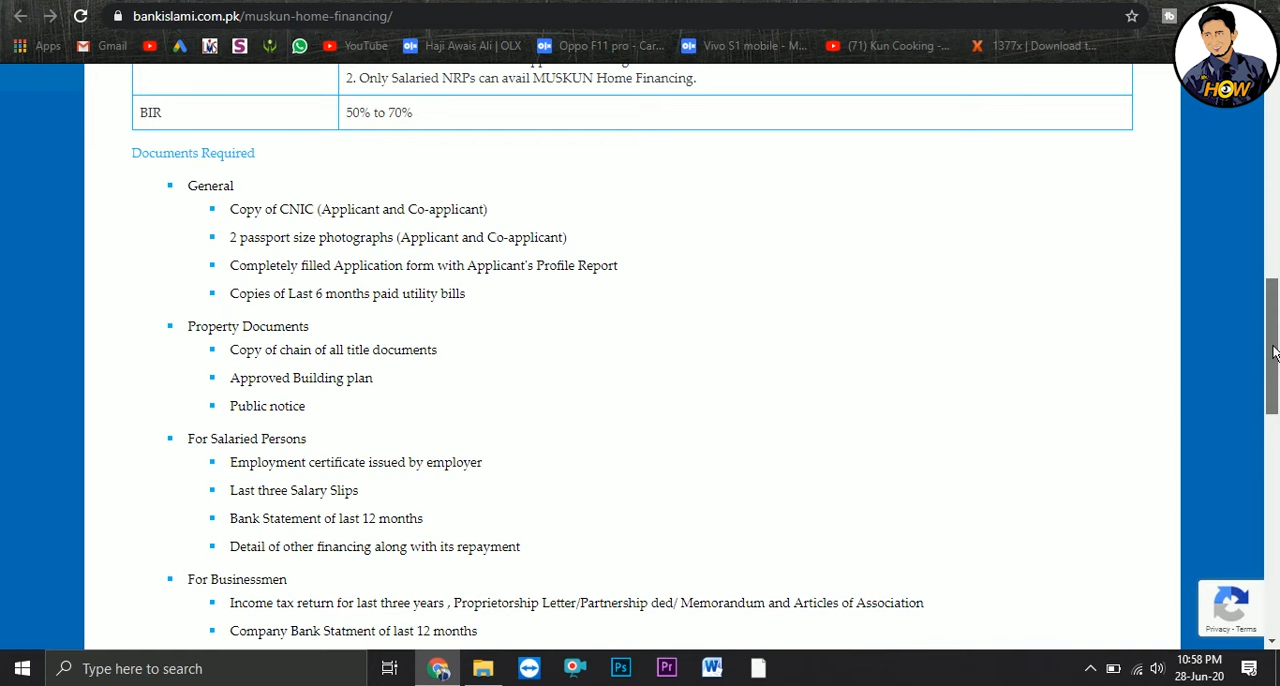 bankislami.com.pk/muskun-home-financing/
Apps
Gmail
YouTube
Haji Awais Ali | OLX
Oppo F11 pro - Car...
Vivo S1 mobile - M...
(71) Kun Cooking -...
1377x | Download t...
HOW
2. Only Salaried NRPs can avail MUSKUN Home Financing.
BIR
50% to 70%
Documents Required
General
Copy of CNIC (Applicant and Co-applicant)
2 passport size photographs (Applicant and Co-applicant)
Completely filled Application form with Applicant's Profile Report
Copies of Last 6 months paid utility bills
Property Documents
Copy of chain of all title documents
Approved Building plan
Public notice
For Salaried Persons
Employment certificate issued by employer
Last three Salary Slips
Bank Statement of last 12 months
Detail of other financing along with its repayment
For Businessmen
Income tax return for last three years , Proprietorship Letter/Partnership ded/ Memorandum and Articles of Association
Company Bank Statment of last 12 months
Privacy - Terms
Type here to search
Ps
Pr
W
10:58 PM
28-Jun-20